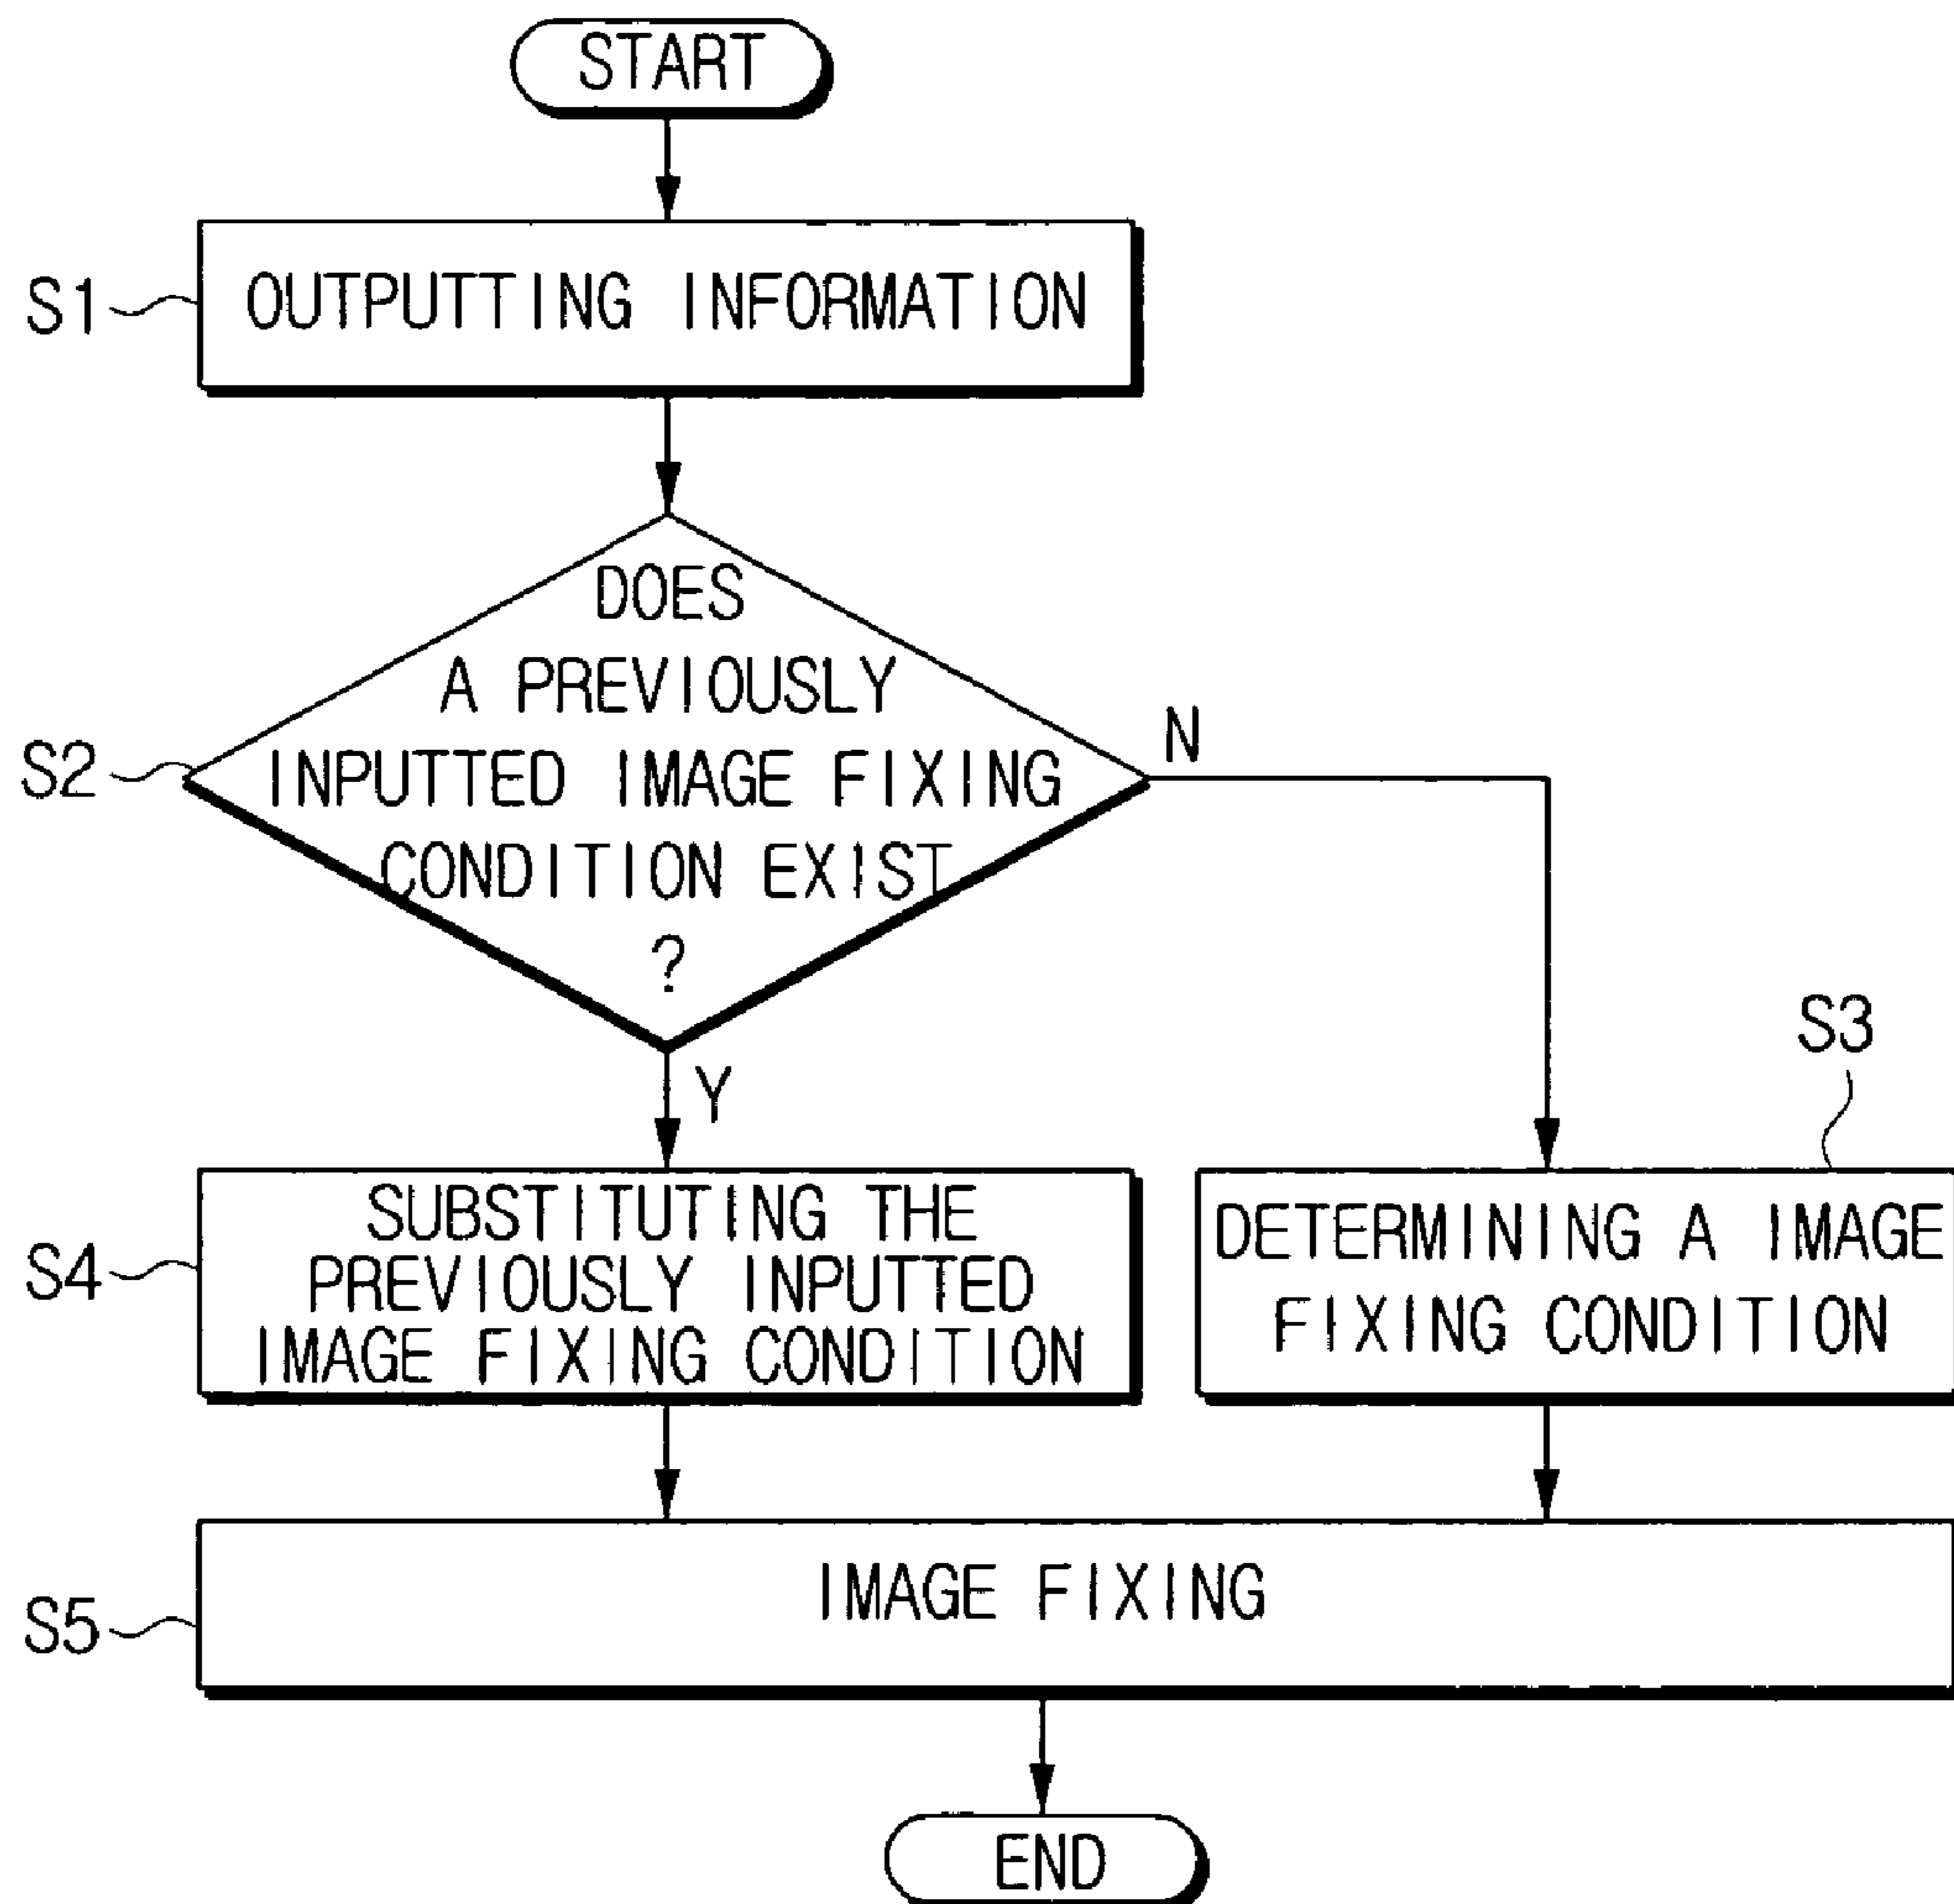 START
S1
OUTPUTTING INFORMATION
DOES
A PREVIOUSLY
S2
INPUTTED IMAGE FIXING
N
CONDITION EXIST
?
Y
S3
S4
SUBSTITUTING THE
PREVIOUSLY INPUTTED
IMAGE FIXING CONDITION
DETERMINING A IMAGE
FIXING CONDITION
S5
IMAGE FIXING
END